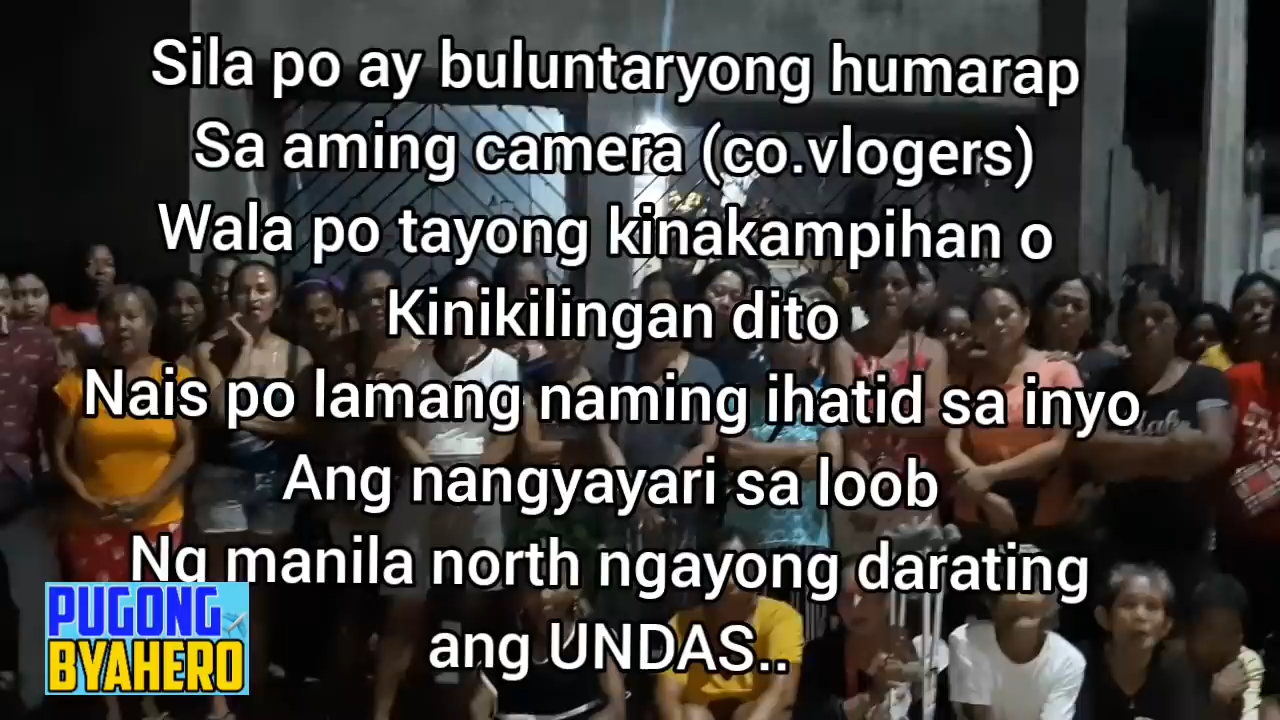 Sila po ay buluntaryong humarap
Sa aming camera (co.vlogers)
Wala po tayong kinakampihan o
Kinikilingan dito
Nais po lamang naming ihatid sa inyo
Ang nangyayari sa loob
Ng manila north ngayong darating
ang UNDAS..
PUGONG
BYAHERO